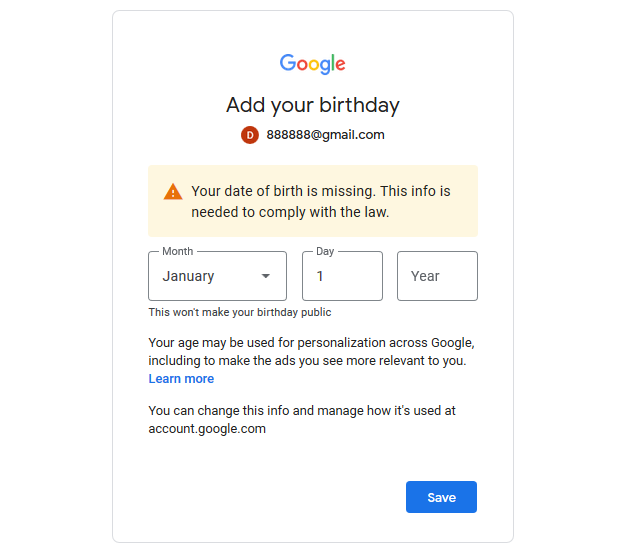 Google
Add your birthday
D 888888@gmail.com
Your date of birth is missing. This info is
needed to comply with the law.
Month
January
Day
1
Year
This won't make your birthday public
Your age may be used for personalization across Google,
including to make the ads you see more relevant to you.
Learn more
You can change this info and manage how it's used at
account.google.com
Save